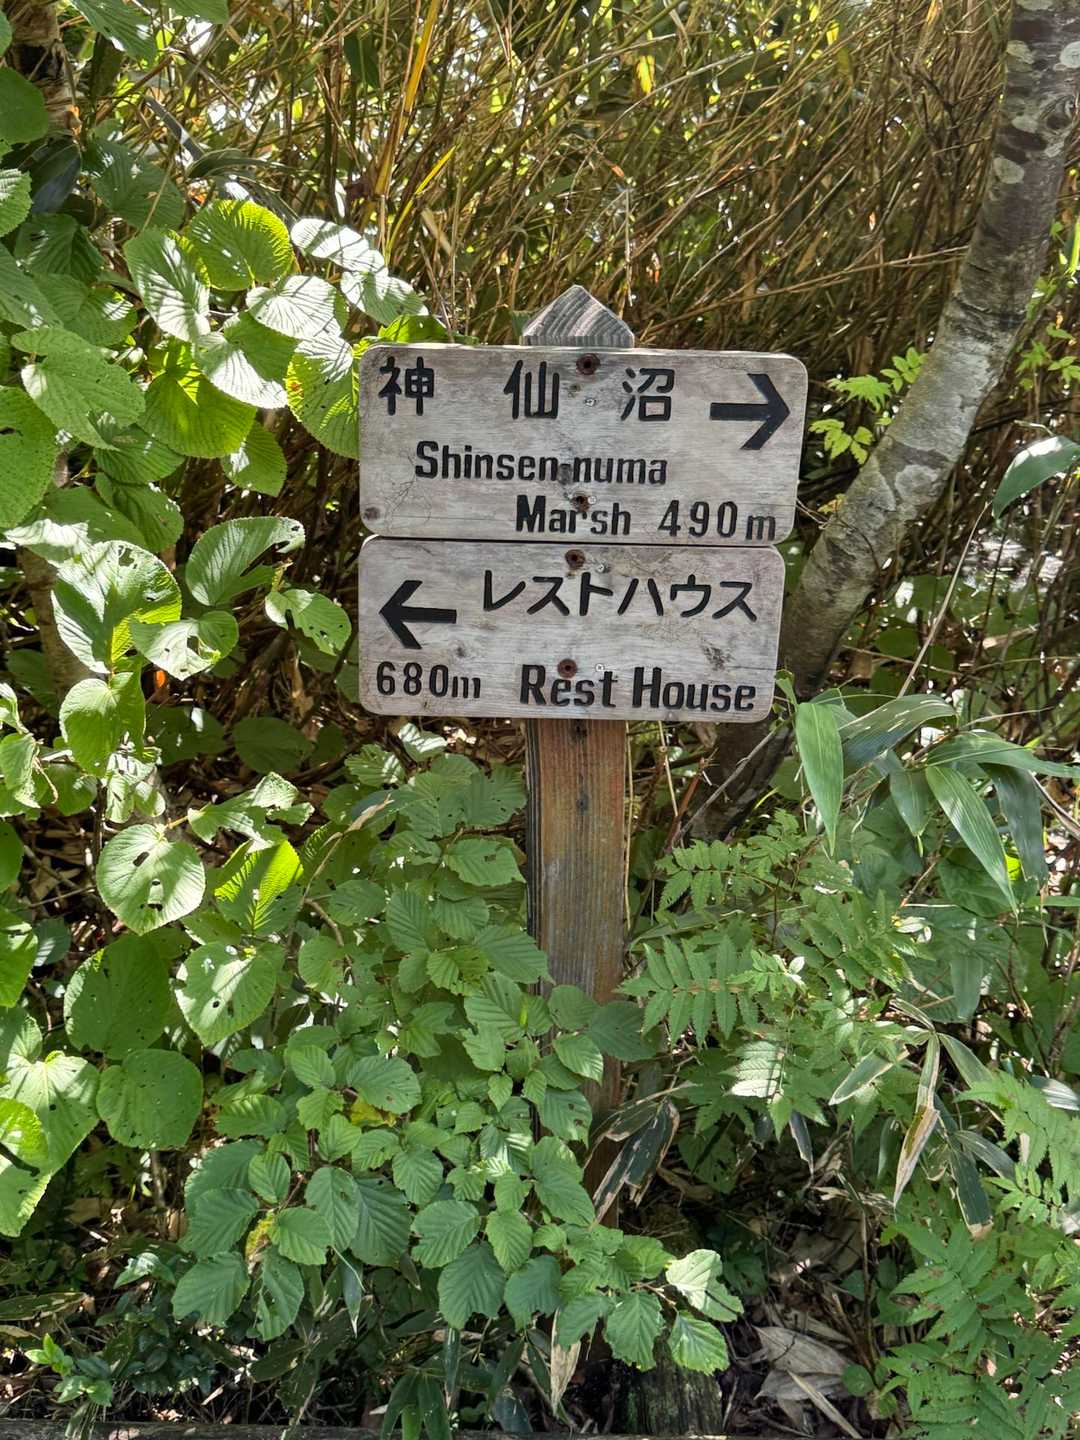 神仙沼 →
Shinsen-numa
Marsh 490m
← レストハウス
680m Rest House